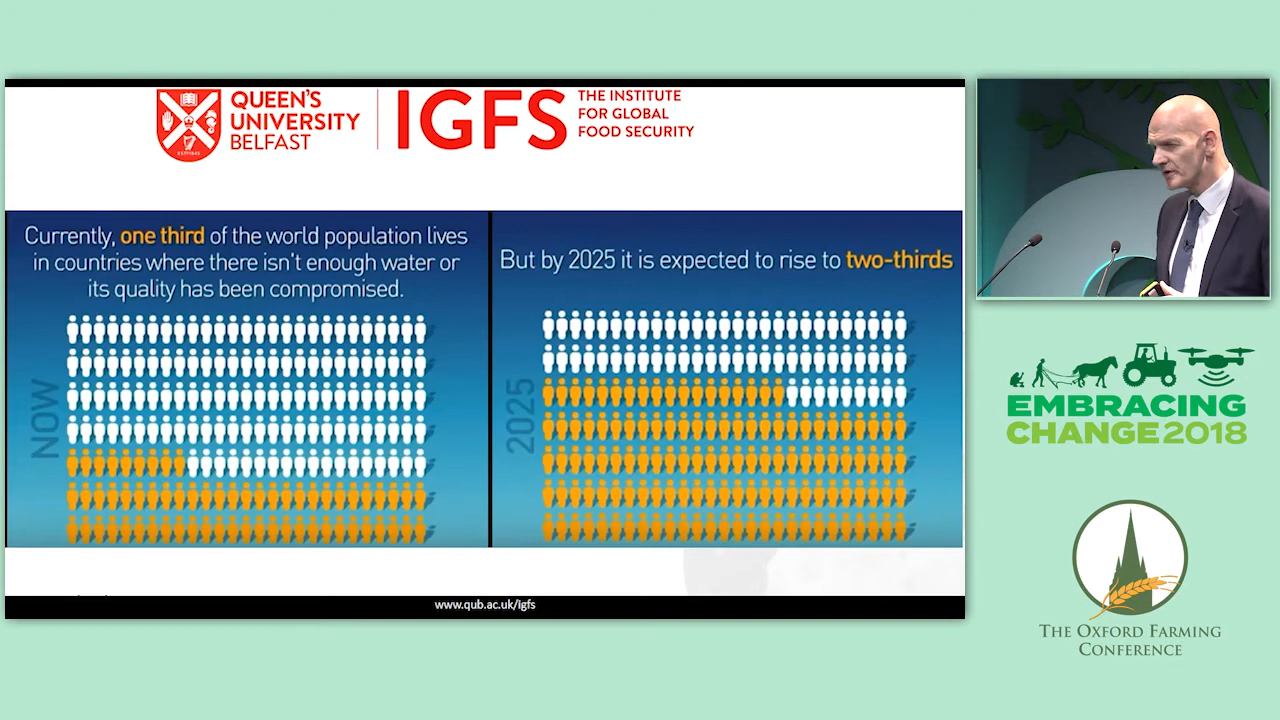 QUEEN'S
UNIVERSITY
BELFAST
ESTD1845
IGFS
THE INSTITUTE
FOR GLOBAL
FOOD SECURITY
Currently, one third of the world population lives
in countries where there isn't enough water or
its quality has been compromised.
NOW
But by 2025 it is expected to rise to two-thirds
2025
www.qub.ac.uk/igfs
EMBRACING
CHANGE2018
THE OXFORD FARMING
CONFERENCE